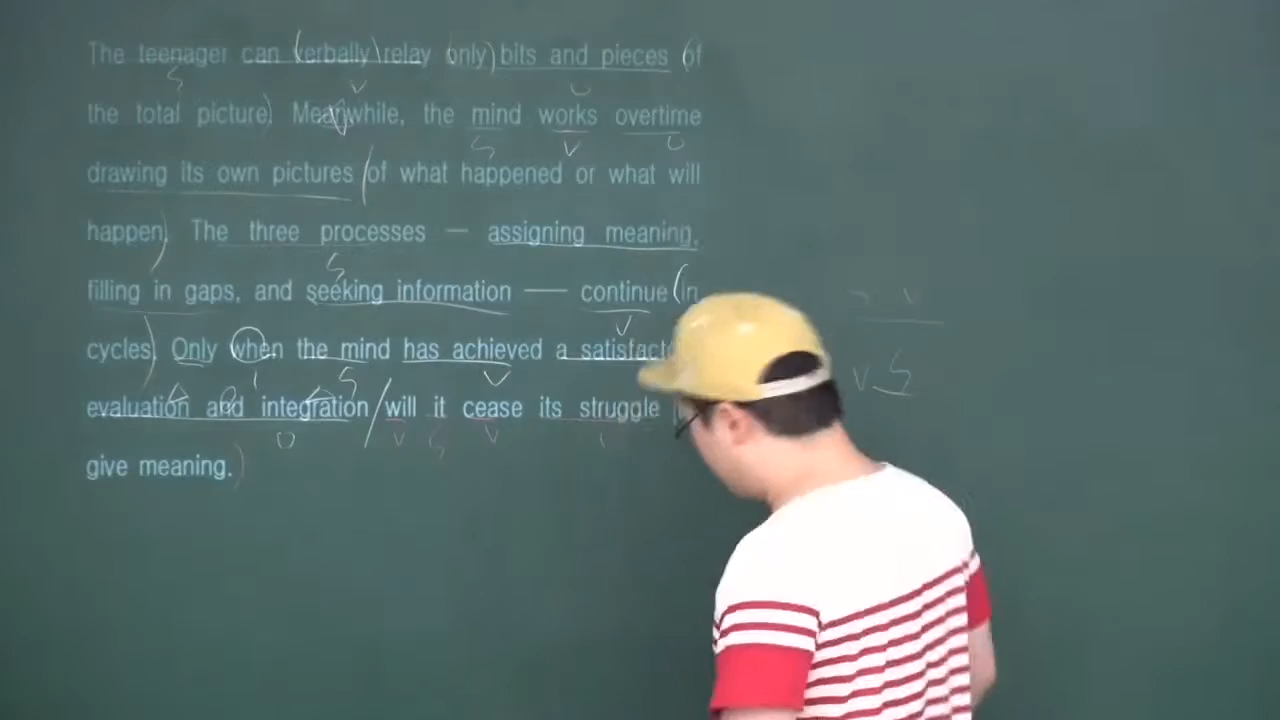 The teenager can verbally relay only bits and pieces of
the total picture. Meanwhile, the mind works overtime
drawing its own pictures of what happened or what will
happen. The three processes — assigning meaning,
filling in gaps, and seeking information — continue in
cycles. Only when the mind has achieved a
evaluation and integration will it cease its struggle
give meaning.
S V O
S V O
S
V
S V
O V S V
V S